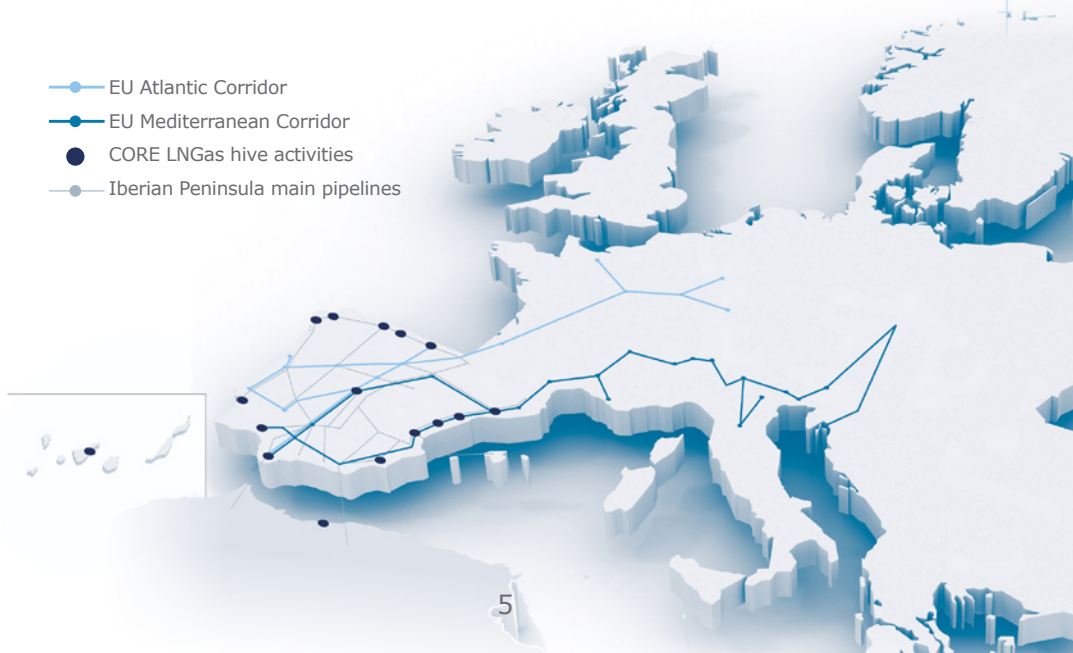 EU Atlantic Corridor
EU Mediterranean Corridor
CORE LNGas hive activities
Iberian Peninsula main pipelines
5